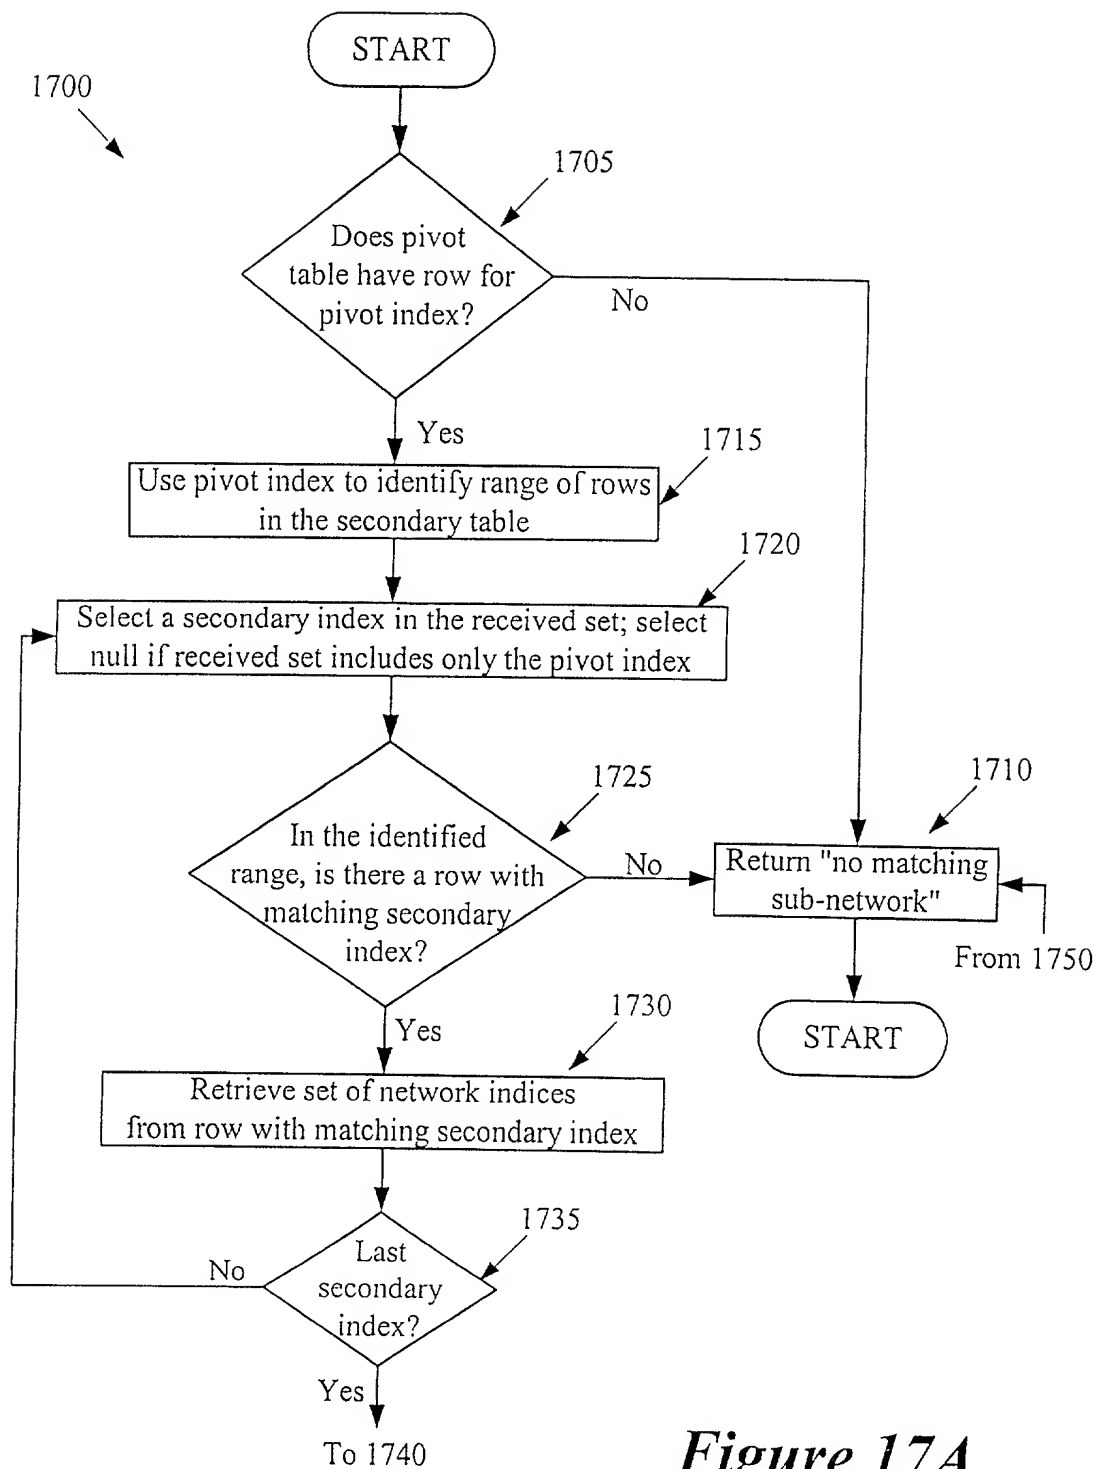 START
1700
1705
Does pivot
table have row for
pivot index?
No
Yes
1715
Use pivot index to identify range of rows
in the secondary table
1720
Select a secondary index in the received set; select
null if received set includes only the pivot index
1725
In the identified
range, is there a row with
matching secondary
index?
No
1710
Return "no matching
sub-network"
From 1750
START
Yes
1730
Retrieve set of network indices
from row with matching secondary index
1735
Last
secondary
index?
No
Yes
To 1740
Figure 17A